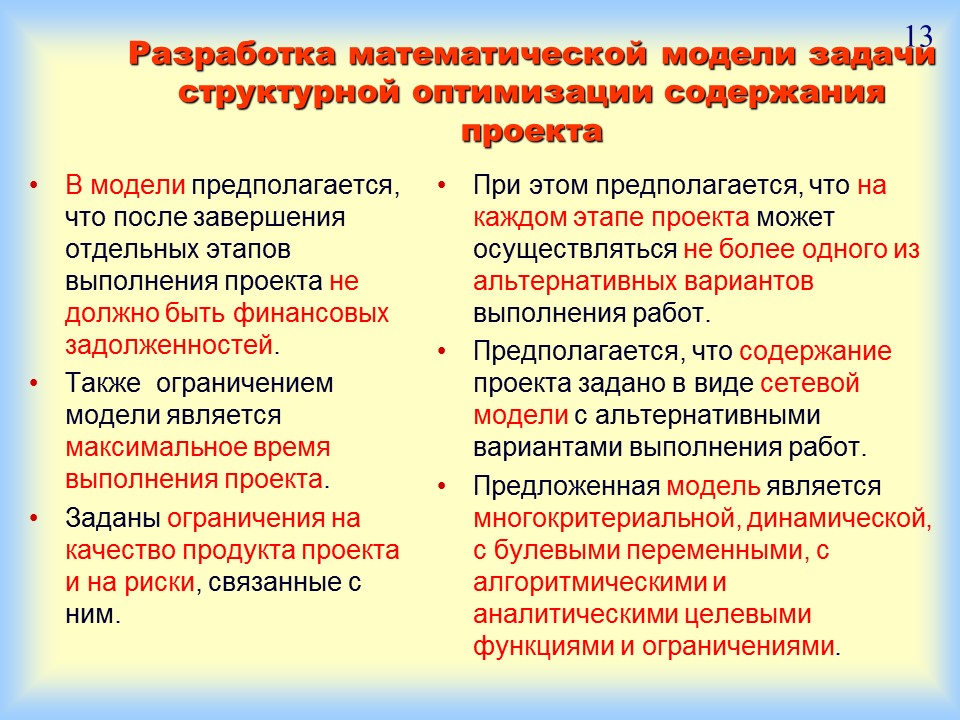 13
Разработка математической модели задачи
структурной оптимизации содержания
проекта
• В модели предполагается,
что после завершения
отдельных этапов
выполнения проекта не
должно быть финансовых
задолженностей.
• Также  ограничением
модели является
максимальное время
выполнения проекта.
• Заданы ограничения на
качество продукта проекта
и на риски, связанные с
ним.
• При этом предполагается, что на
каждом этапе проекта может
осуществляться не более одного из
альтернативных вариантов
выполнения работ.
• Предполагается, что содержание
проекта задано в виде сетевой
модели с альтернативными
вариантами выполнения работ.
• Предложенная модель является
многокритериальной, динамической,
с булевыми переменными, с
алгоритмическими и
аналитическими целевыми
функциями и ограничениями.